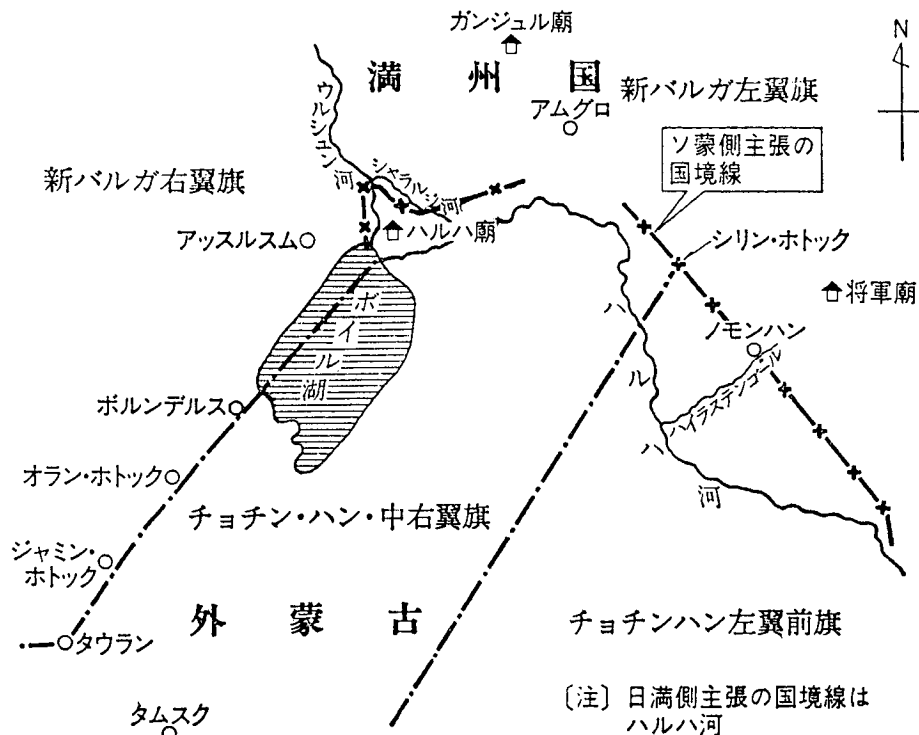 ガンジュル廟
N
満州国
新バルガ左翼旗
アムグロ
ウルシュン河
ソ蒙側主張の
国境線
シメラルジ河
新バルガ右翼旗
ハルハ廟
アッスルスム
シリン・ホトック
将軍廟
ボイル湖
ハルハ河
ノモンハン
ハイラステンゴール
ボルンデルス
オラン・ホトック
チョチン・ハン・中右翼旗
ジャミン・
ホトック
外蒙古
チョチンハン左翼前旗
タウラン
タムスク
〔注〕日満側主張の国境線は
ハルハ河